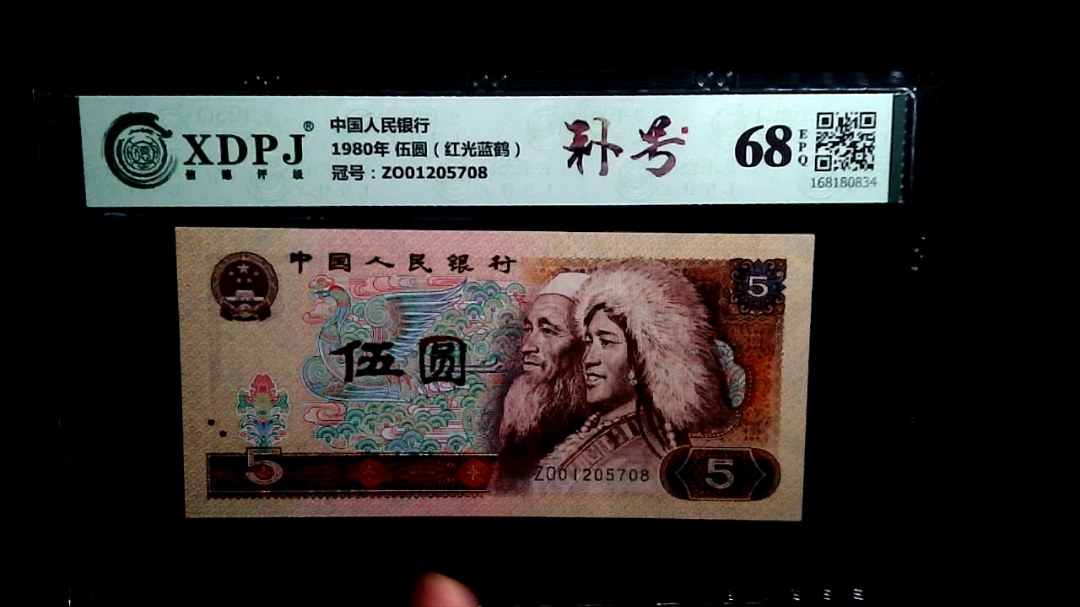 XDPJ®
信德评级
中国人民银行
1980年 伍圆（红光蓝鹤）
冠号：ZO01205708
补号
68
EPQ
168180834
中国人民银行
5
伍圆
5
ZO01205708
5